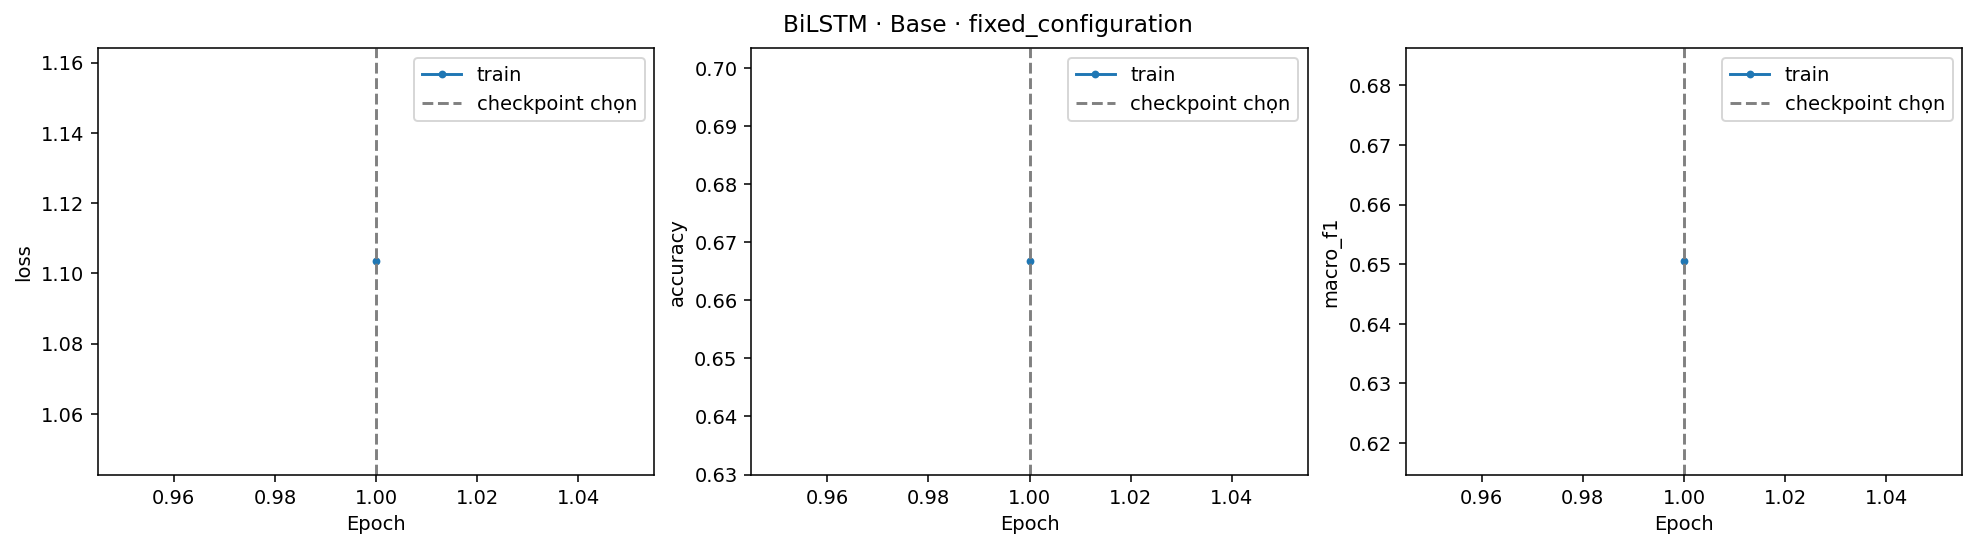 BiLSTM · Base · fixed_configuration
1.16
1.14
1.12
1.10
1.08
1.06
loss
train
checkpoint chọn
0.96 0.98 1.00 1.02 1.04
Epoch
0.70
0.69
0.68
0.67
0.66
0.65
0.64
0.63
accuracy
train
checkpoint chọn
0.96 0.98 1.00 1.02 1.04
Epoch
0.68
0.67
0.66
0.65
0.64
0.63
0.62
macro_f1
train
checkpoint chọn
0.96 0.98 1.00 1.02 1.04
Epoch